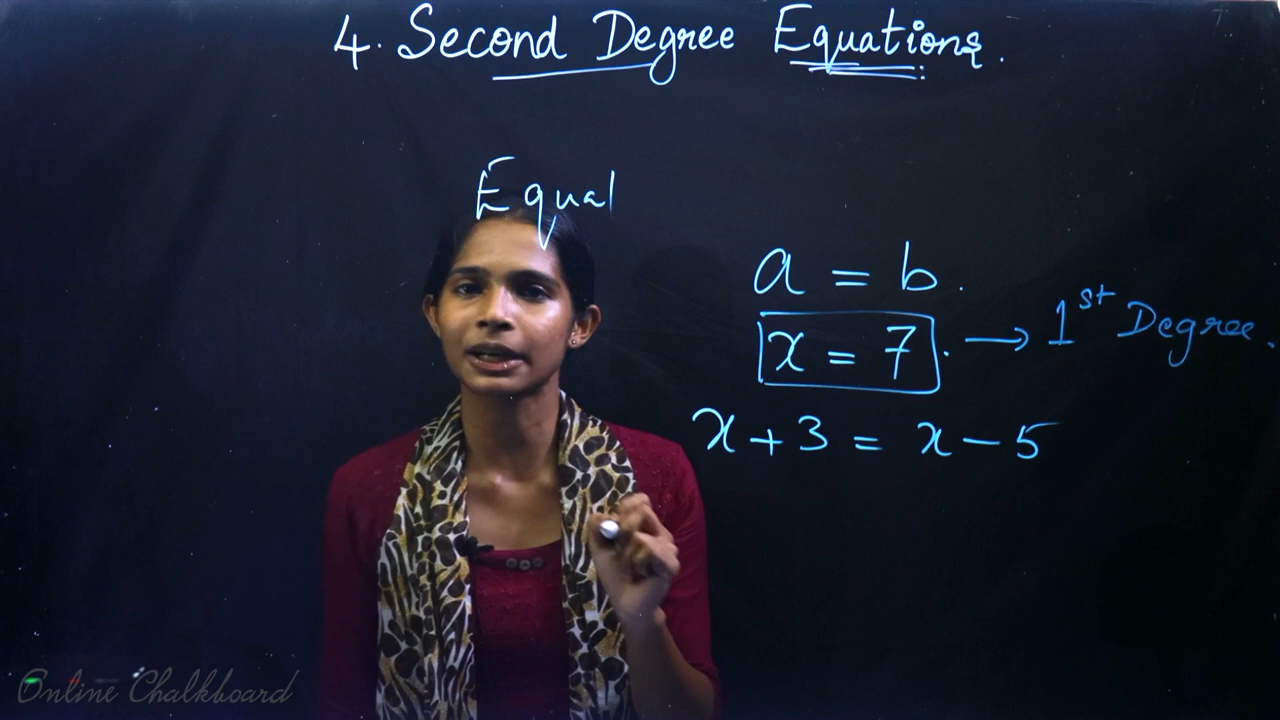 4. Second Degree Equations.
Equal
a = b.
x = 7. → 1st Degree.
x + 3 = x - 5
Online Chalkboard